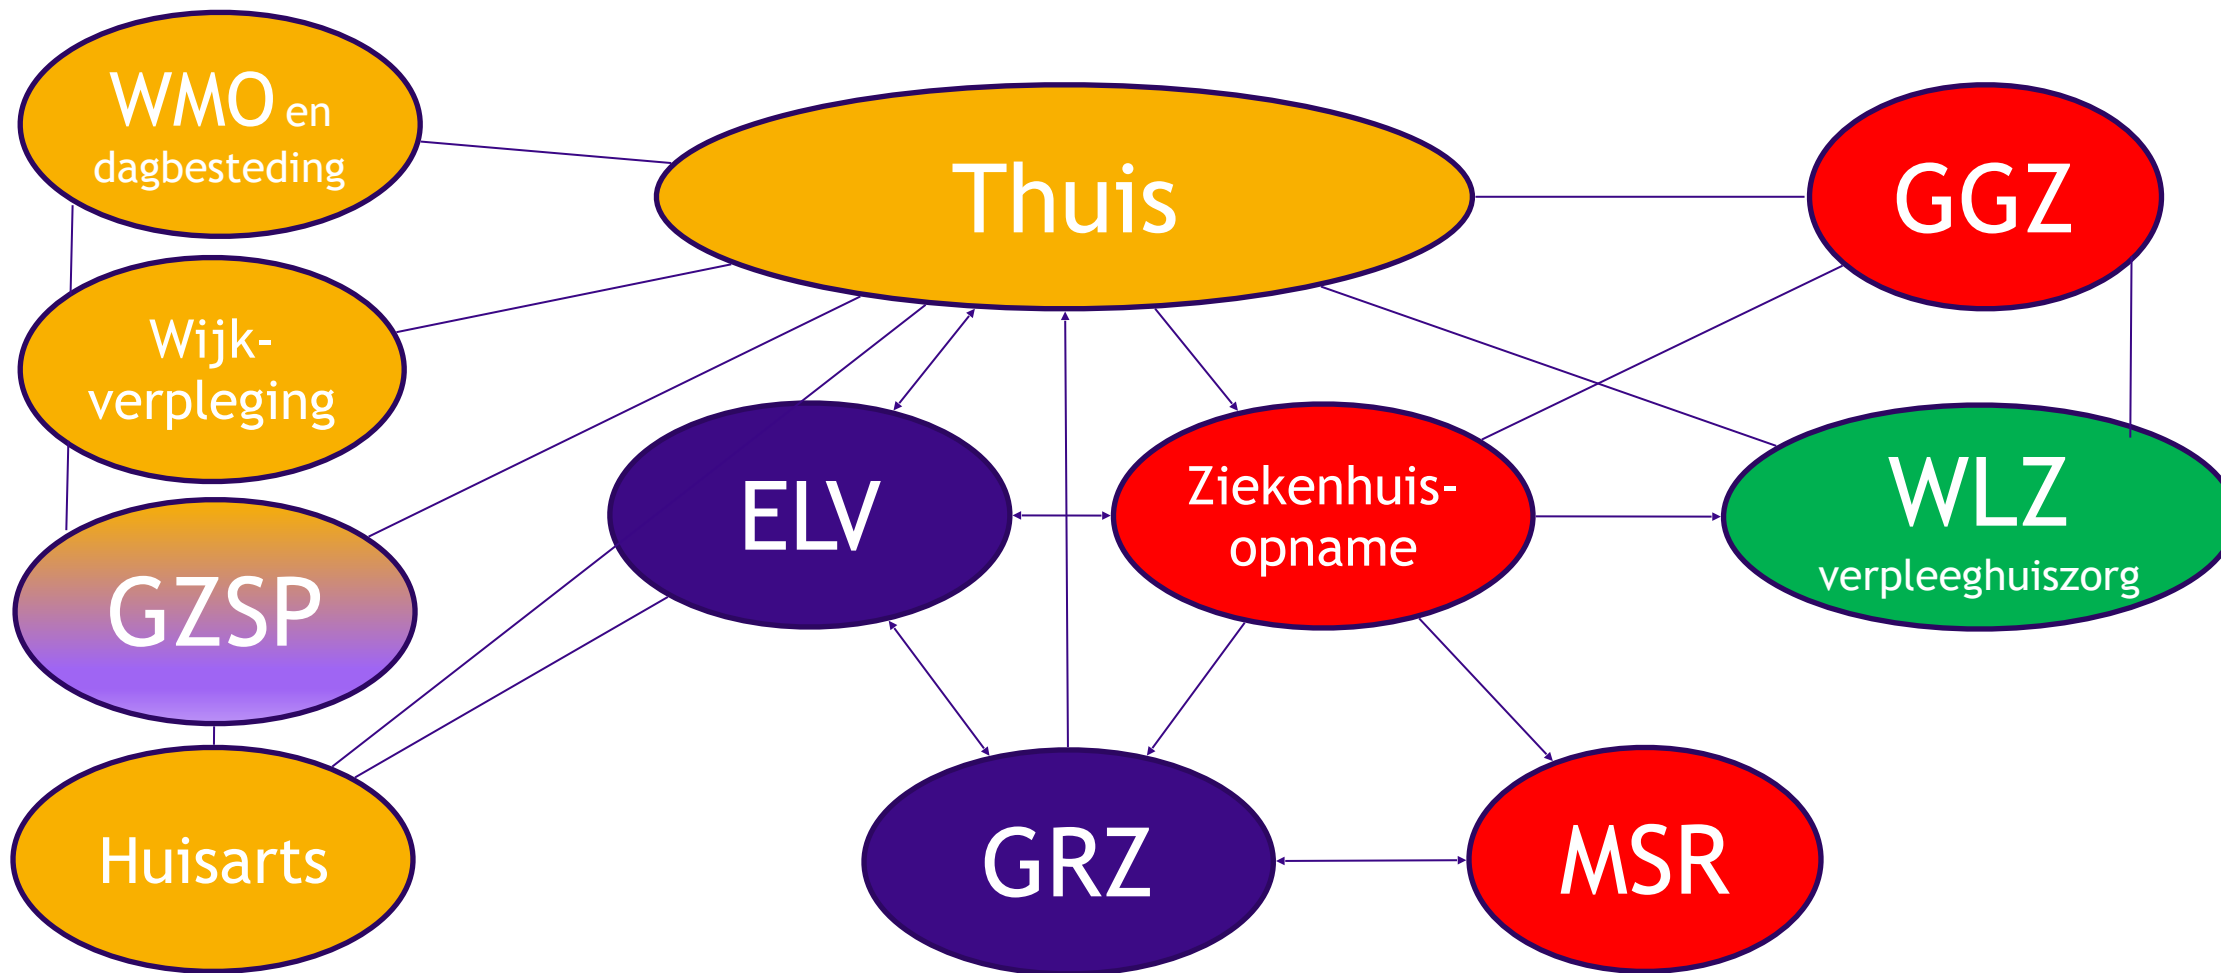 WMO en
dagbesteding
Thuis
GGZ
Wijk-
verpleging
ELV
Ziekenhuis-
opname
WLZ
verpleeghuiszorg
GZSP
Huisarts
GRZ
MSR